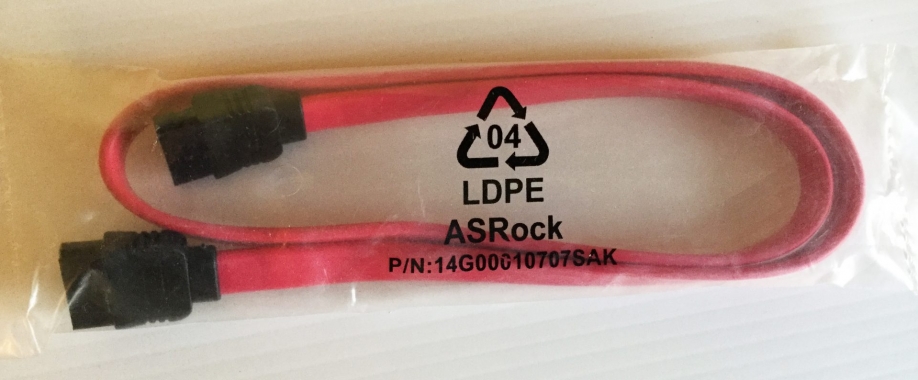 04
LDPE
ASRock
P/N:14G00010707SAK